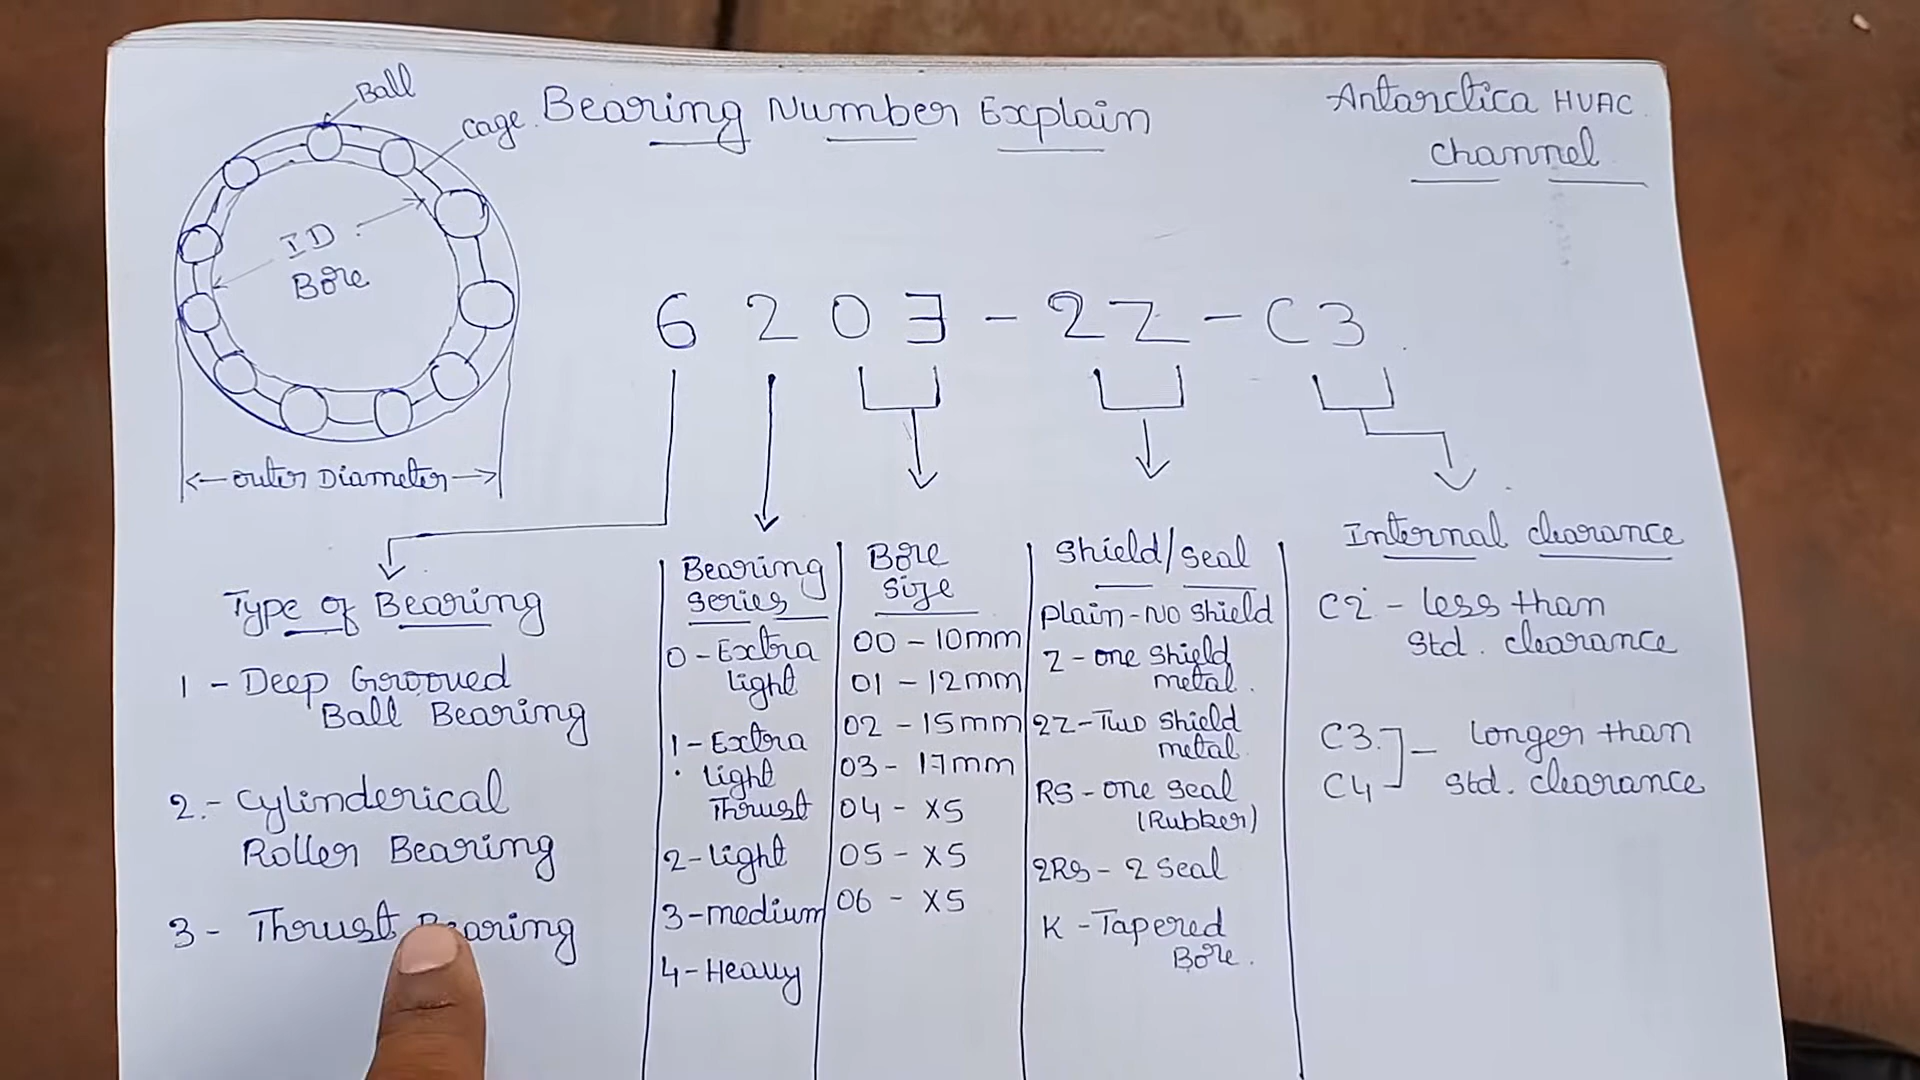 Ball
cage.
Bearing Number Explain
Antarctica HVAC
channel
ID
Bore
6203-2Z-C3
outer Diameter
Type of Bearing
1 - Deep Grooved
Ball Bearing
2.- Cylinderical
Roller Bearing
3 - Thrust Bearing
Bearing
series
0 - Extra
light
1 - Extra
light
Thrust
2 - light
3 - medium
4 - Heavy
Bore
Size
00 - 10mm
01 - 12mm
02 - 15mm
03 - 17mm
04 - X5
05 - X5
06 - X5
Shield/Seal
Plain - No Shield
Z - one Shield
metal.
2Z - Two Shield
metal.
RS - one Seal
(Rubber)
2RS - 2 Seal
K - Tapered
Bore.
Internal clearance
C2 - less than
Std. clearance
C3.
C4
- longer than
std. clearance